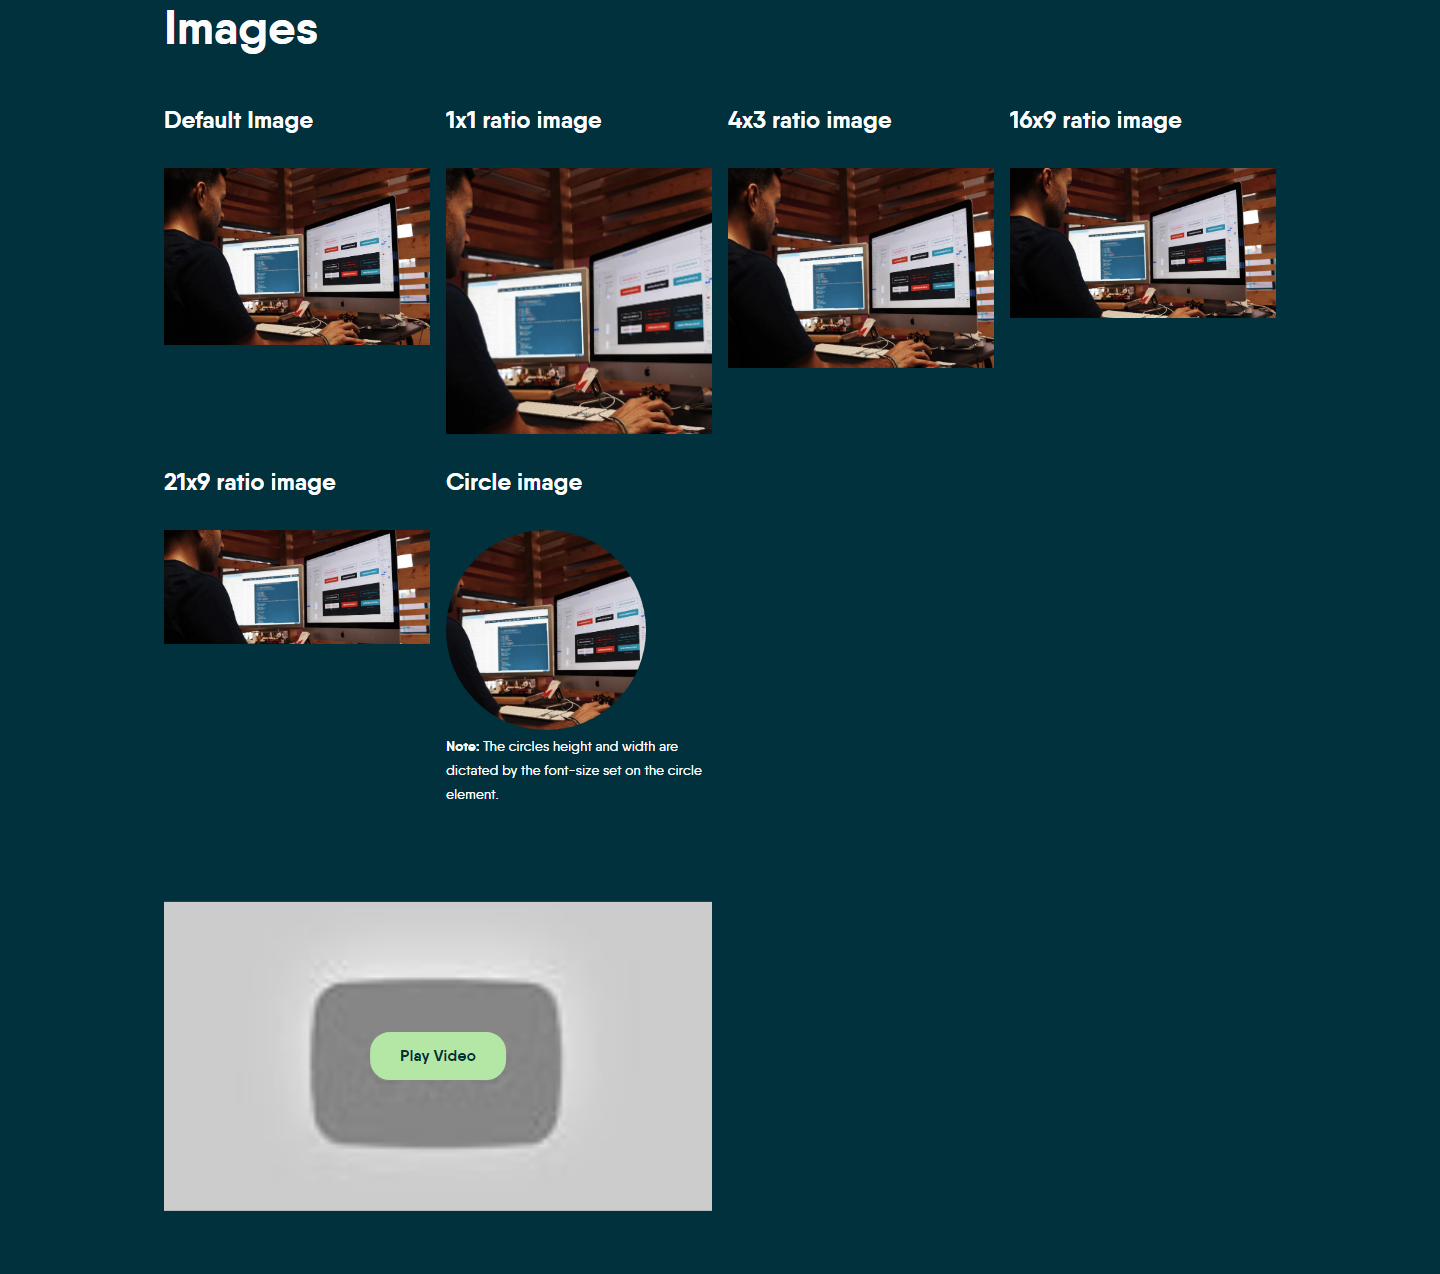 Images
Default Image
1x1 ratio image
4x3 ratio image
16x9 ratio image
21x9 ratio image
Circle image
Note: The circles height and width are
dictated by the font-size set on the circle
element.
Play Video